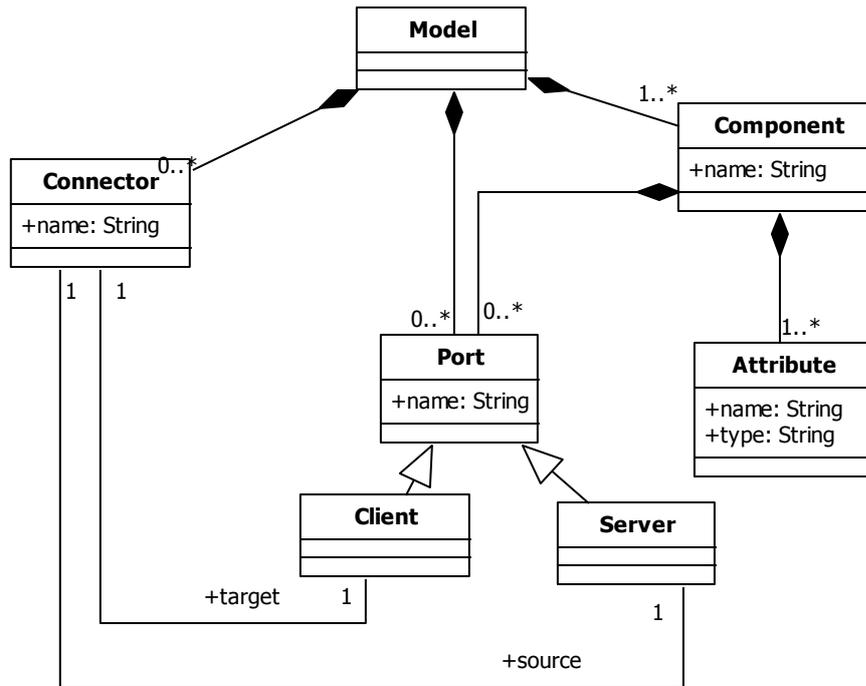 Model
1..*
Component
+name: String
0..*
Connector
+name: String
1
1
0..*
0..*
Port
+name: String
1..*
Attribute
+name: String
+type: String
Client
Server
+target
1
1
+source